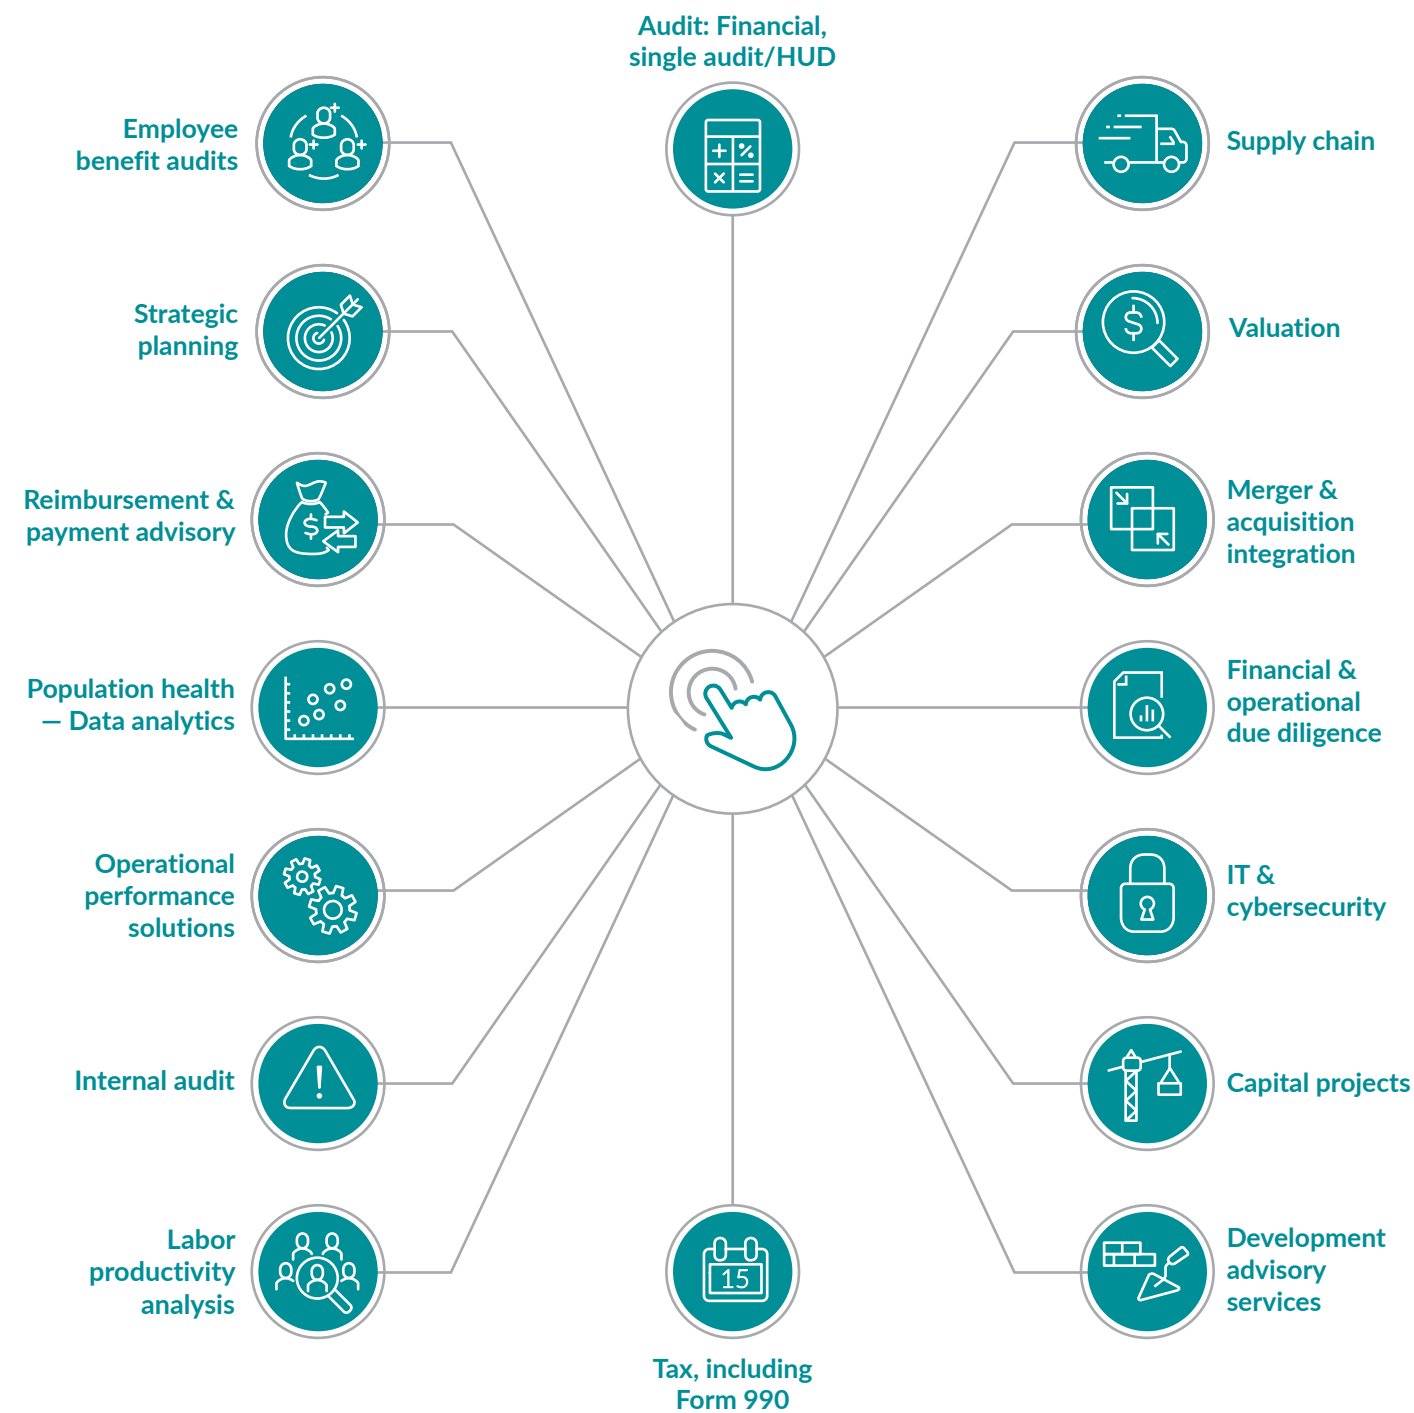 Audit: Financial,
single audit/HUD
Employee
benefit audits
Strategic
planning
Reimbursement &
payment advisory
$
Population health
— Data analytics
Operational
performance
solutions
Internal audit
!
Labor
productivity
analysis
Supply chain
Valuation
$
Merger &
acquisition
integration
Financial &
operational
due diligence
IT &
cybersecurity
Capital projects
Development
advisory
services
15
Tax, including
Form 990